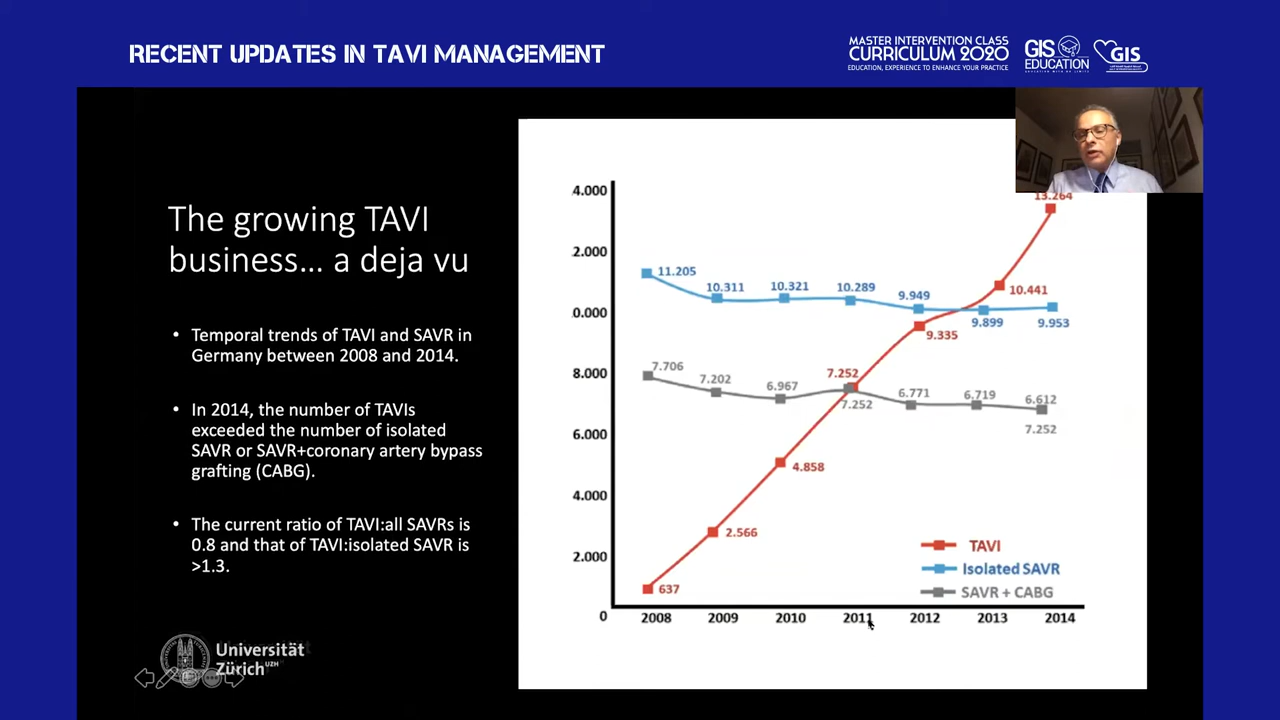 RECENT UPDATES IN TAVI MANAGEMENT
MASTER INTERVENTION CLASS
CURRICULUM 2020
EDUCATION, EXPERIENCE TO ENHANCE YOUR PRACTICE
GIS
EDUCATION
GIS
The growing TAVI
business... a deja vu
• Temporal trends of TAVI and SAVR in
Germany between 2008 and 2014.
• In 2014, the number of TAVIs
exceeded the number of isolated
SAVR or SAVR+coronary artery bypass
grafting (CABG).
• The current ratio of TAVI:all SAVRs is
0.8 and that of TAVI:isolated SAVR is
>1.3.
Universität
Zürich UZH
4.000
2.000
0.000
8.000
6.000
4.000
2.000
0
13.264
11.205
10.311
10.321
10.289
9.949
10.441
9.899
9.953
9.335
7.706
7.202
6.967
7.252
7.252
6.771
6.719
6.612
7.252
4.858
2.566
637
TAVI
Isolated SAVR
SAVR + CABG
2008 2009 2010 2011 2012 2013 2014